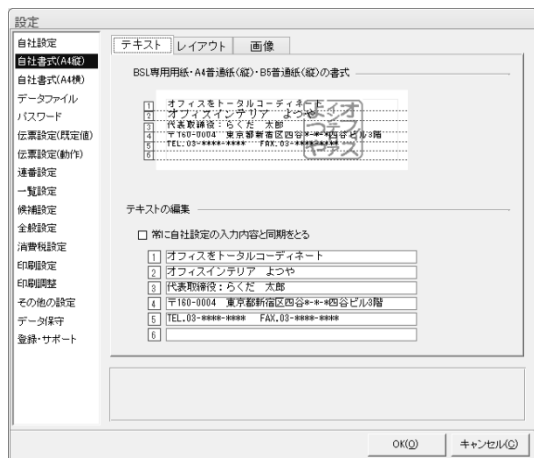 設定
自社設定
自社書式(A4縦)
自社書式(A4横)
データファイル
パスワード
伝票設定(既定値)
伝票設定(動作)
連番設定
一覧設定
候補設定
全般設定
消費税設定
印刷設定
印刷調整
その他の設定
データ保守
登録・サポート
テキスト レイアウト 画像
BSL専用用紙・A4普通紙(縦)・B5普通紙(縦)の書式
1 オフィスをトータルコーディネート
2 オフィスインテリア よつや
3 代表取締役：らくだ 太郎
4 〒160-0004 東京都新宿区四谷*-*-*四谷ビル3階
5 TEL.03-****-**** FAX.03-****-****
6
テキストの編集
常に自社設定の入力内容と同期をとる
1 オフィスをトータルコーディネート
2 オフィスインテリア よつや
3 代表取締役：らくだ 太郎
4 〒160-0004 東京都新宿区四谷*-*-*四谷ビル3階
5 TEL.03-****-**** FAX.03-****-****
6
OK(O) キャンセル(C)